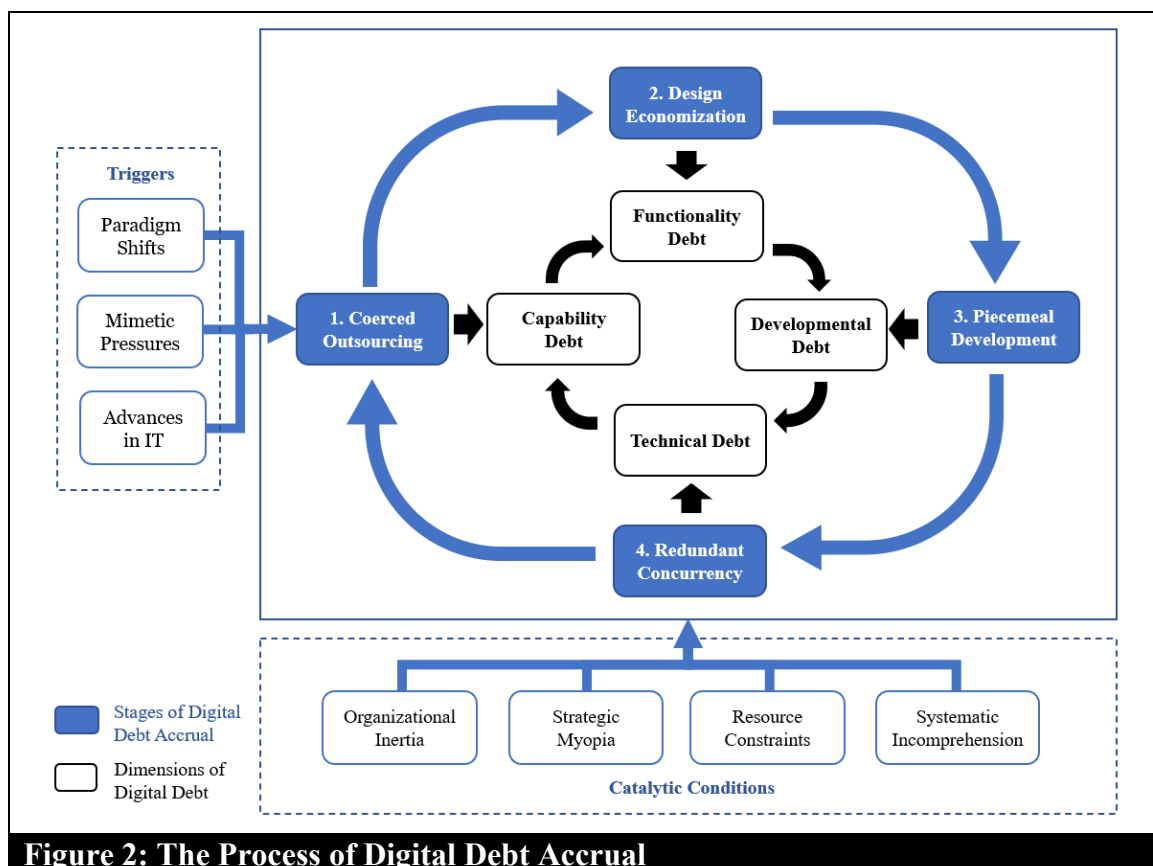 Triggers
Paradigm
Shifts
Mimetic
Pressures
Advances
in IT
1. Coerced
Outsourcing
2. Design
Economization
3. Piecemeal
Development
4. Redundant
Concurrency
Capability
Debt
Functionality
Debt
Developmental
Debt
Technical Debt
Organizational
Inertia
Strategic
Myopia
Resource
Constraints
Systematic
Incomprehension
Catalytic Conditions
Stages of Digital
Debt Accrual
Dimensions of
Digital Debt
Figure 2: The Process of Digital Debt Accrual